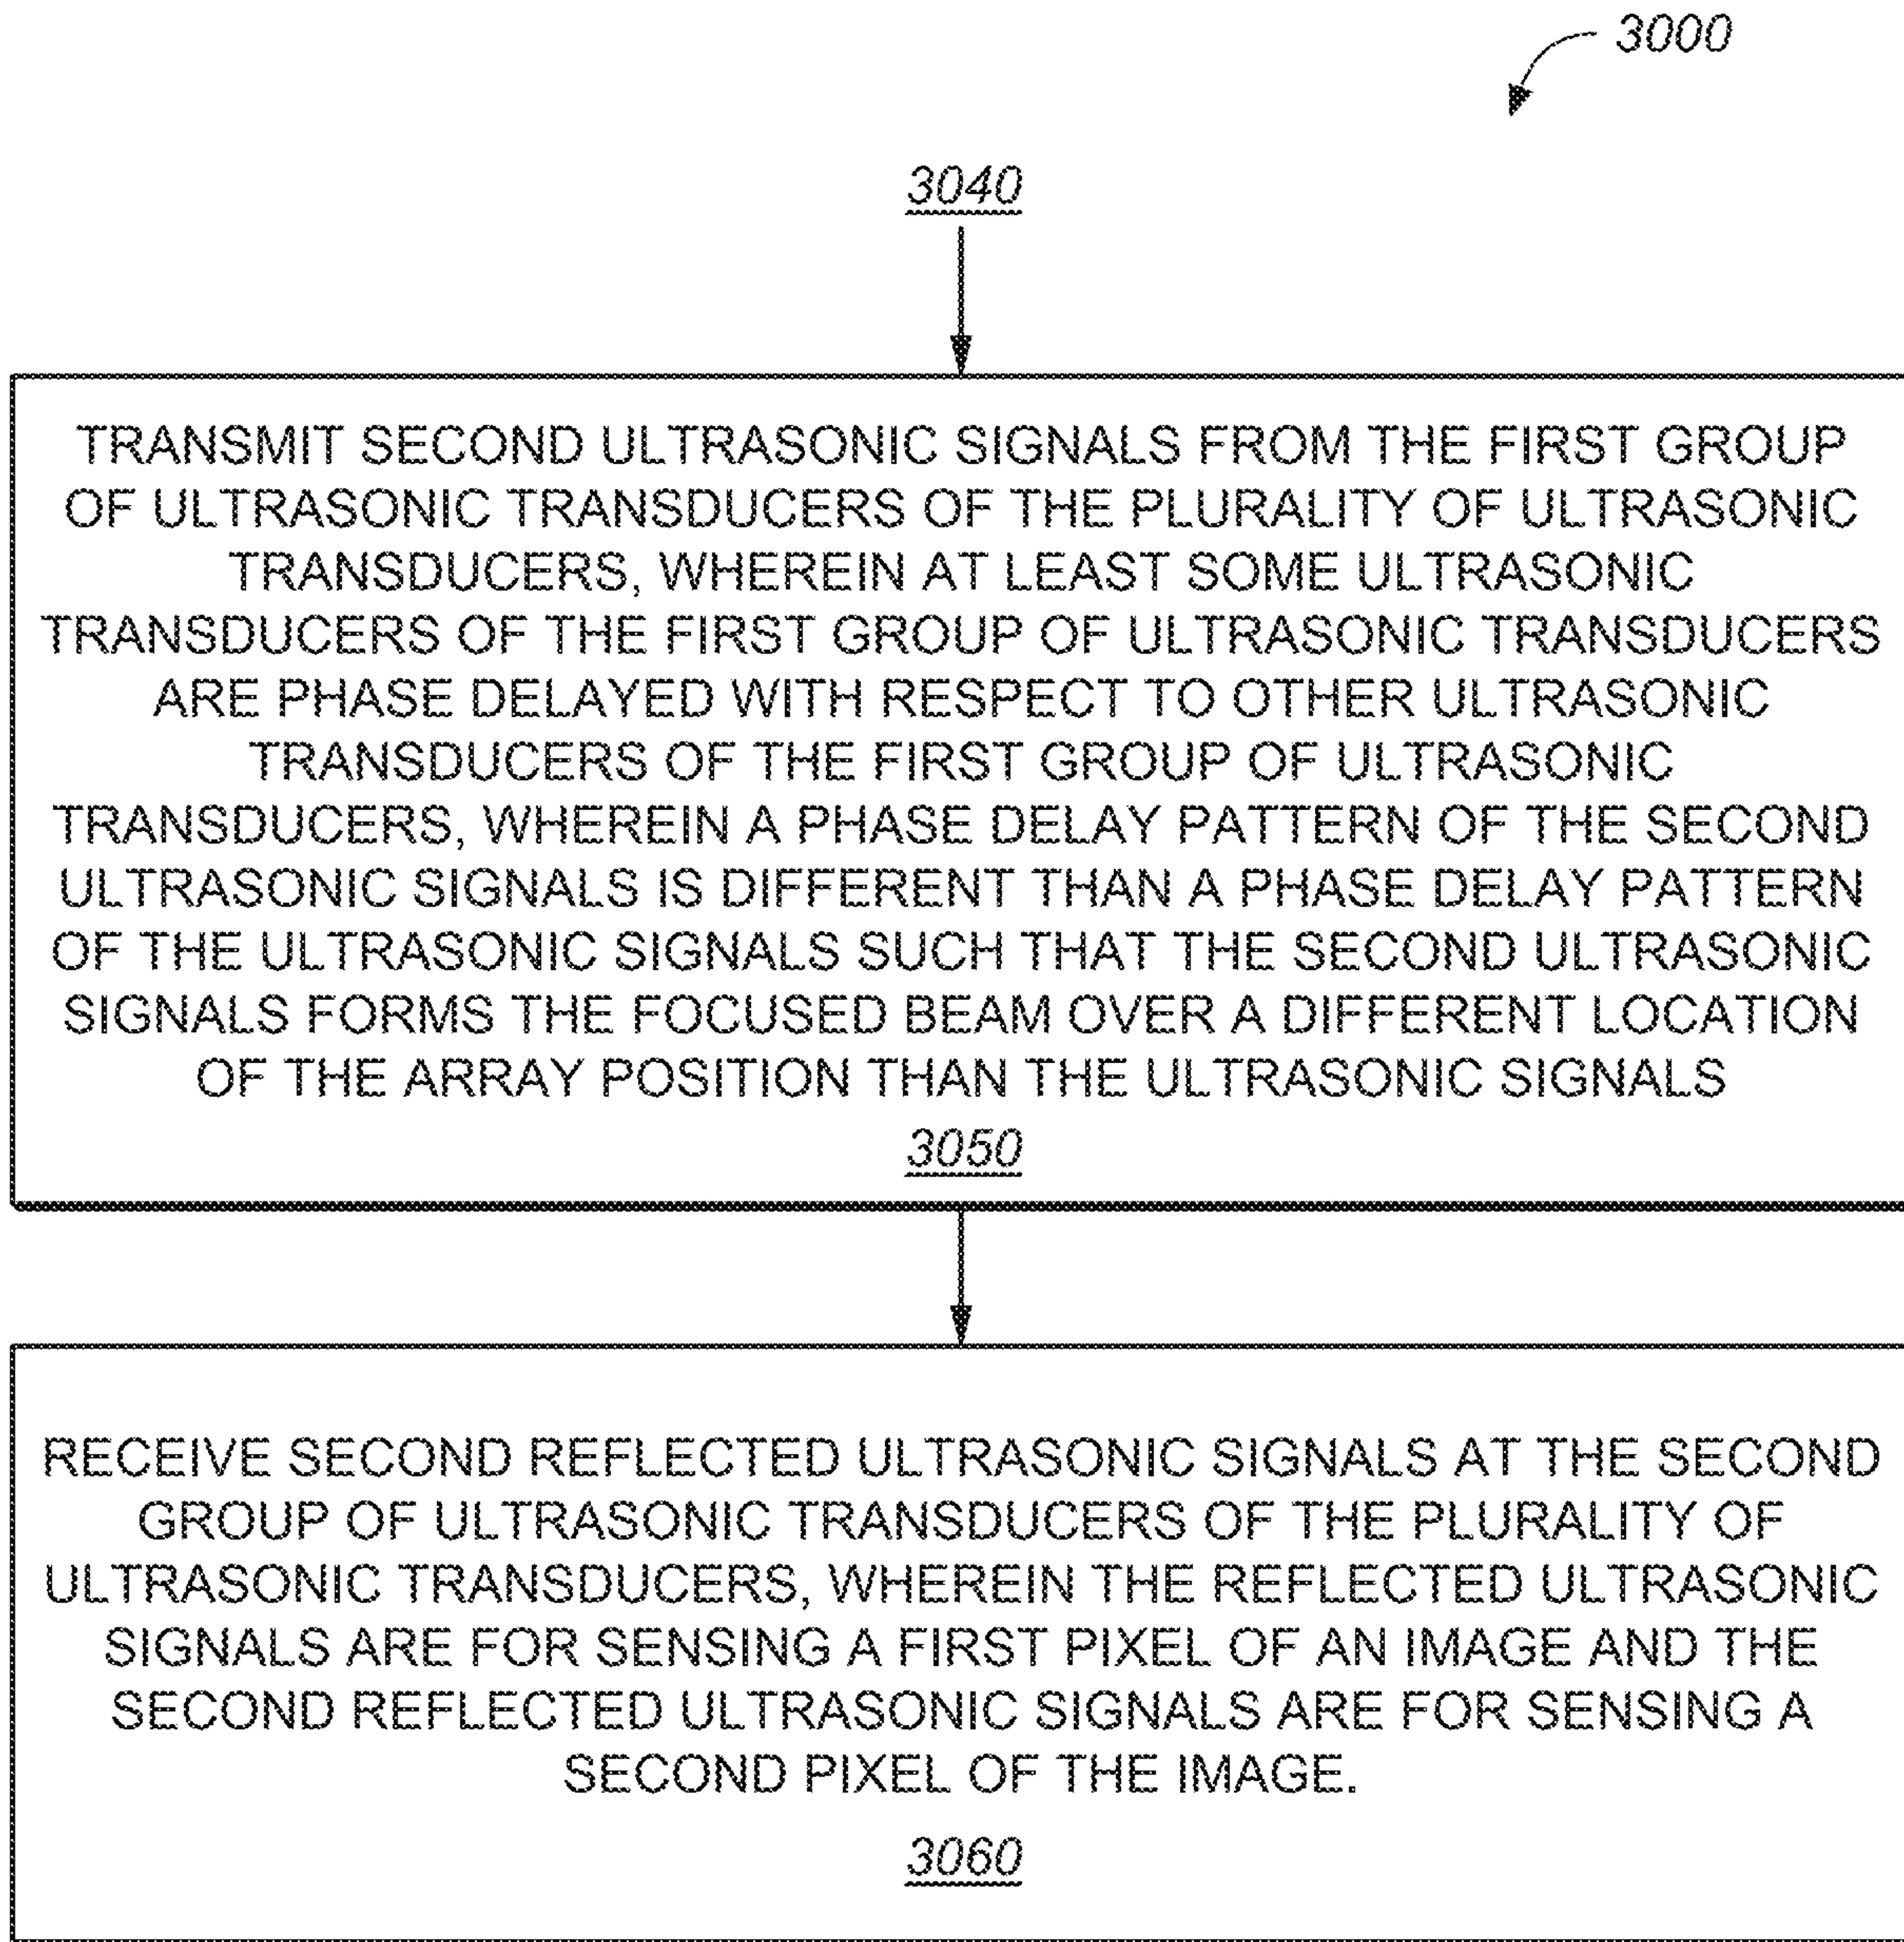 3000
3040
TRANSMIT SECOND ULTRASONIC SIGNALS FROM THE FIRST GROUP
OF ULTRASONIC TRANSDUCERS OF THE PLURALITY OF ULTRASONIC
TRANSDUCERS, WHEREIN AT LEAST SOME ULTRASONIC
TRANSDUCERS OF THE FIRST GROUP OF ULTRASONIC TRANSDUCERS
ARE PHASE DELAYED WITH RESPECT TO OTHER ULTRASONIC
TRANSDUCERS OF THE FIRST GROUP OF ULTRASONIC
TRANSDUCERS, WHEREIN A PHASE DELAY PATTERN OF THE SECOND
ULTRASONIC SIGNALS IS DIFFERENT THAN A PHASE DELAY PATTERN
OF THE ULTRASONIC SIGNALS SUCH THAT THE SECOND ULTRASONIC
SIGNALS FORMS THE FOCUSED BEAM OVER A DIFFERENT LOCATION
OF THE ARRAY POSITION THAN THE ULTRASONIC SIGNALS
3050
RECEIVE SECOND REFLECTED ULTRASONIC SIGNALS AT THE SECOND
GROUP OF ULTRASONIC TRANSDUCERS OF THE PLURALITY OF
ULTRASONIC TRANSDUCERS, WHEREIN THE REFLECTED ULTRASONIC
SIGNALS ARE FOR SENSING A FIRST PIXEL OF AN IMAGE AND THE
SECOND REFLECTED ULTRASONIC SIGNALS ARE FOR SENSING A
SECOND PIXEL OF THE IMAGE.
3060